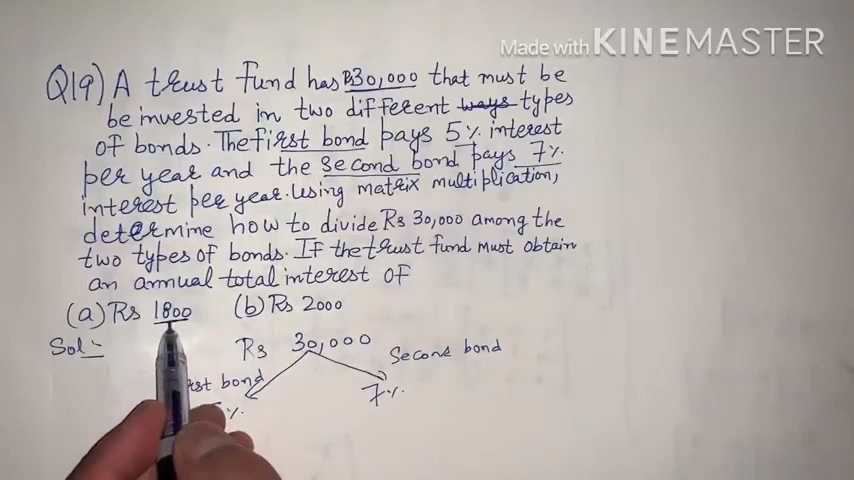 Made with KINEMASTER
Q19) A trust fund has Rs30,000 that must be
be invested in two different ways types
of bonds. The first bond pays 5% interest
per year and the second bond pays 7%
interest per year. Using matrix multiplication,
determine how to divide Rs 30,000 among the
two types of bonds. If the trust fund must obtain
an annual total interest of
(a) Rs 1800 (b) Rs 2000
Sol:-
Rs 30,000
Second bond
bond
7%
%